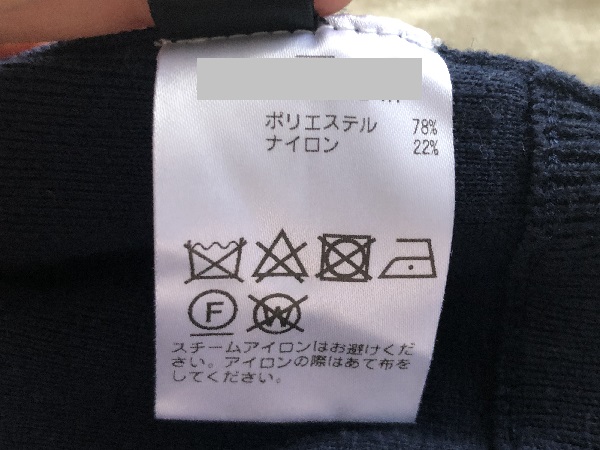 ポリエステル 78%
ナイロン 22%
F W
スチームアイロンはお避けくだ
さい。アイロンの際はあて布を
してください。